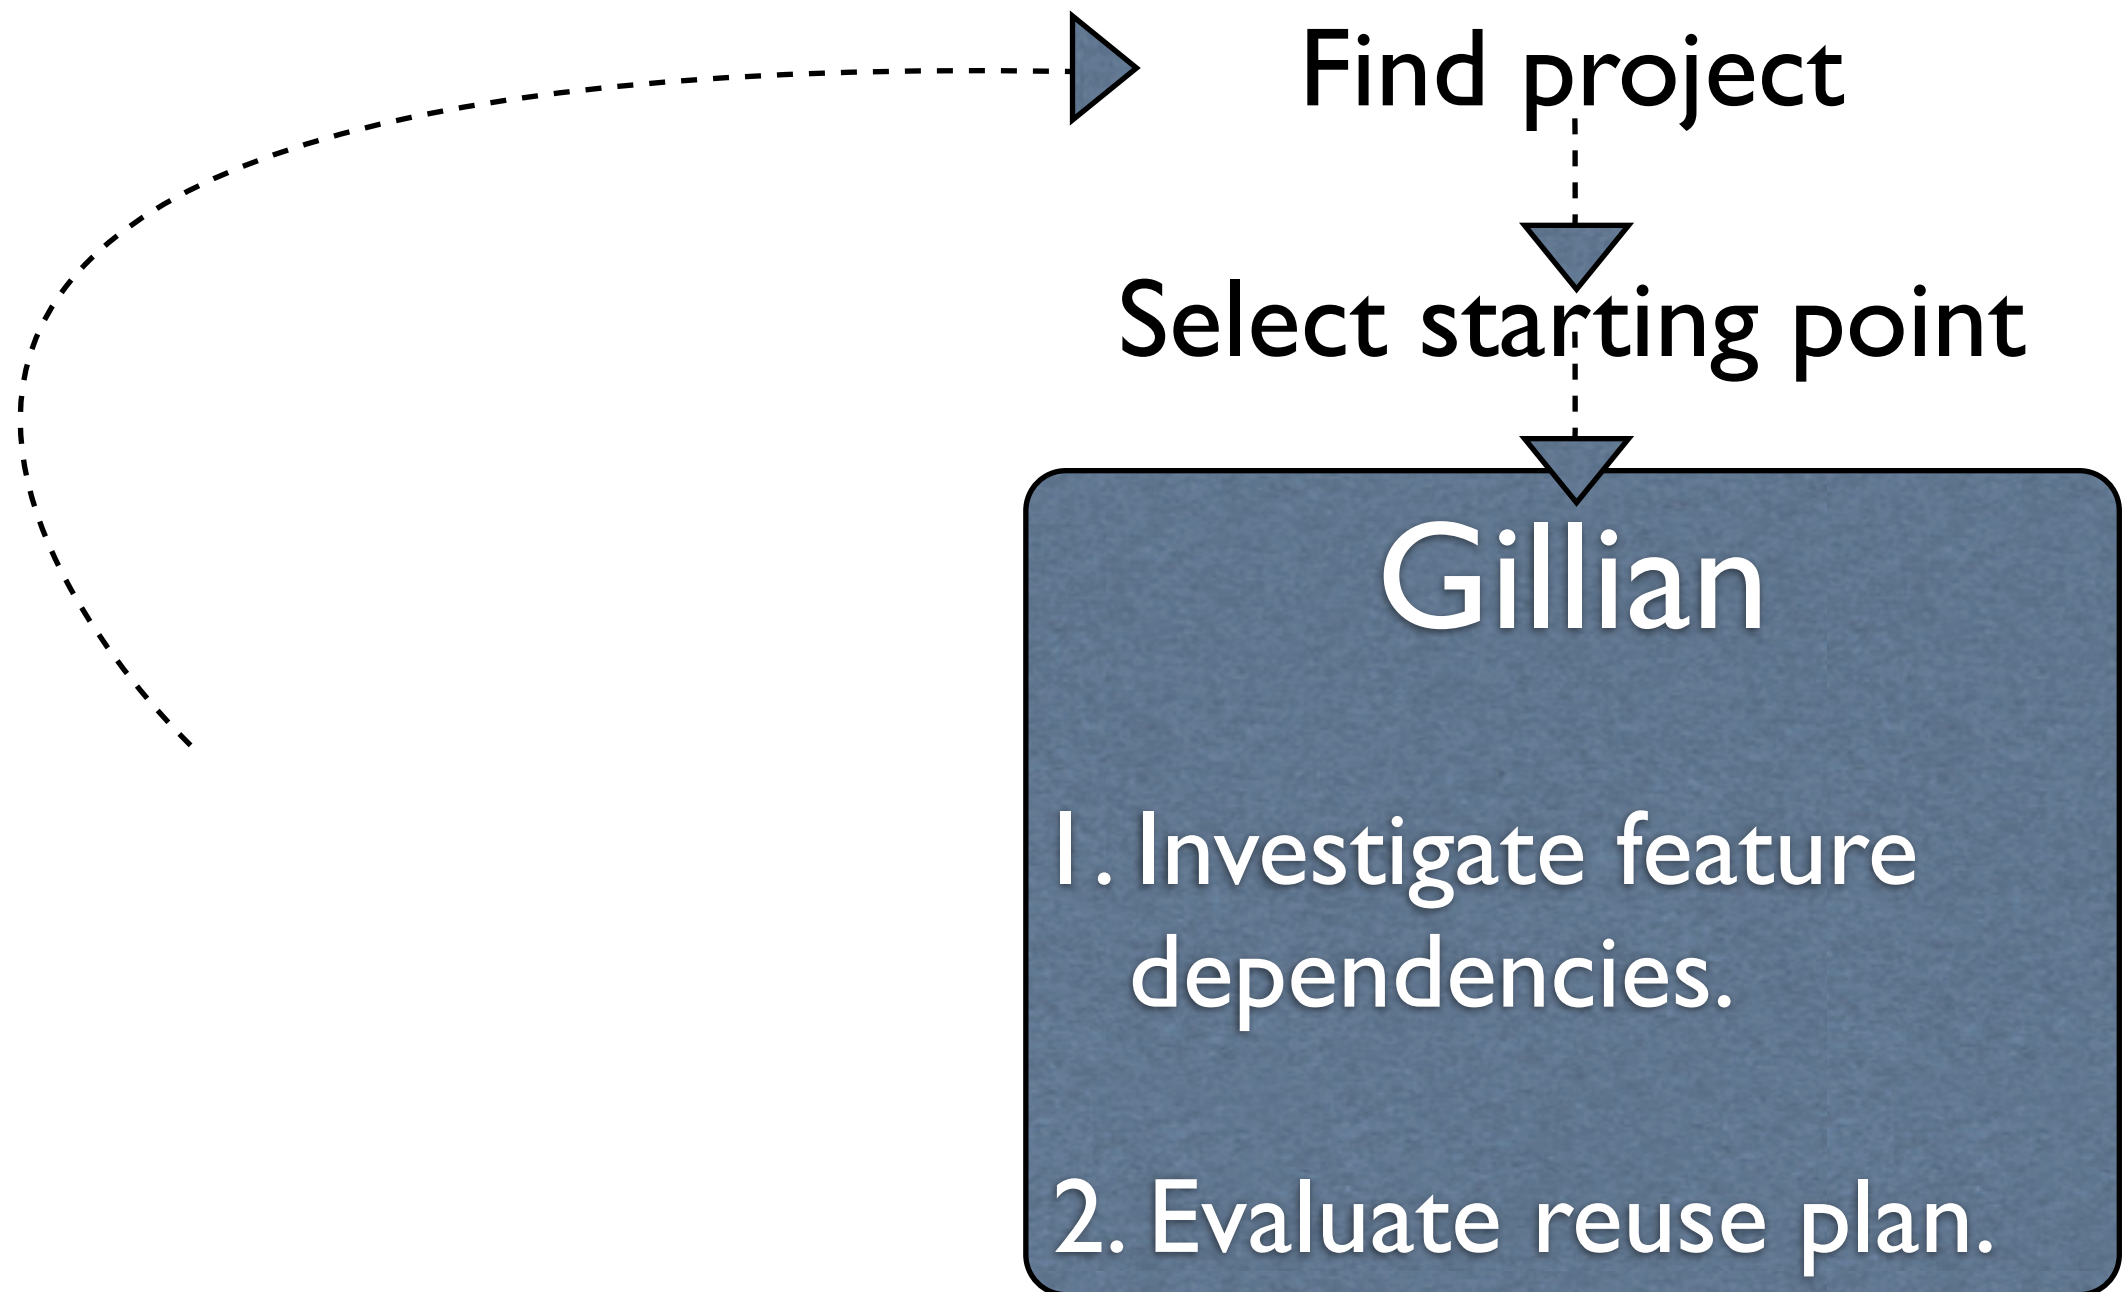 Find project
Select starting point
Gillian
1. Investigate feature
dependencies.
2. Evaluate reuse plan.